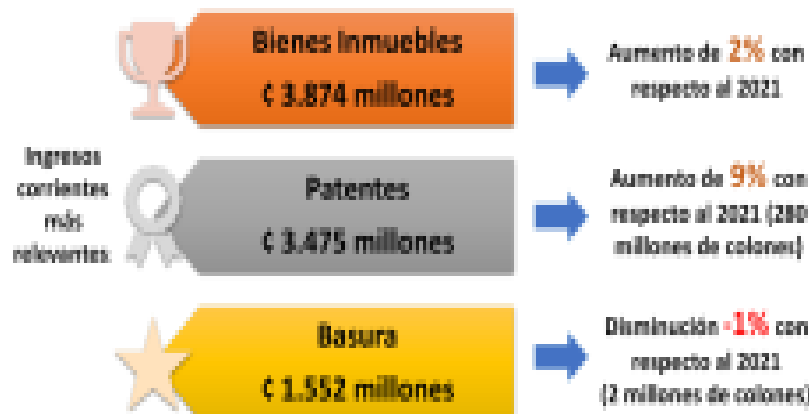 Bienes Inmuebles
¢ 3.874 millones
Aumento de 2% con
respecto al 2021
Ingresos
corrientes
más
relevantes
Patentes
¢ 3.475 millones
Aumento de 9% con
respecto al 2021 (280
millones de colones)
Basura
¢ 1.552 millones
Disminución -1% con
respecto al 2021
(2 millones de colones)